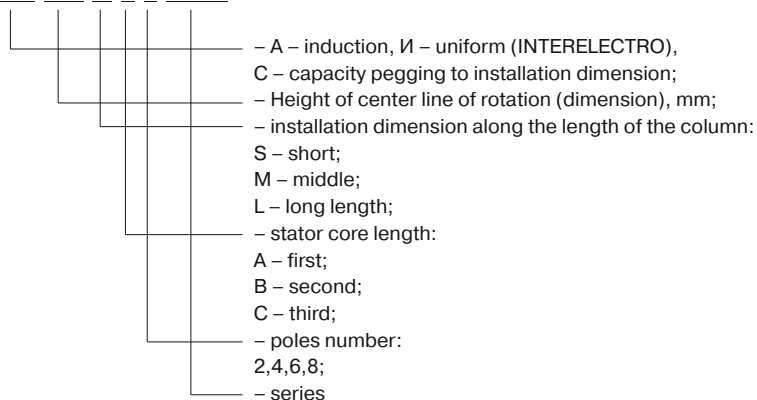 – A – induction, И – uniform (INTERELECTRO),
C – capacity pegging to installation dimension;
– Height of center line of rotation (dimension), mm;
– installation dimension along the length of the column:
S – short;
M – middle;
L – long length;
– stator core length:
A – first;
B – second;
C – third;
– poles number:
2,4,6,8;
– series